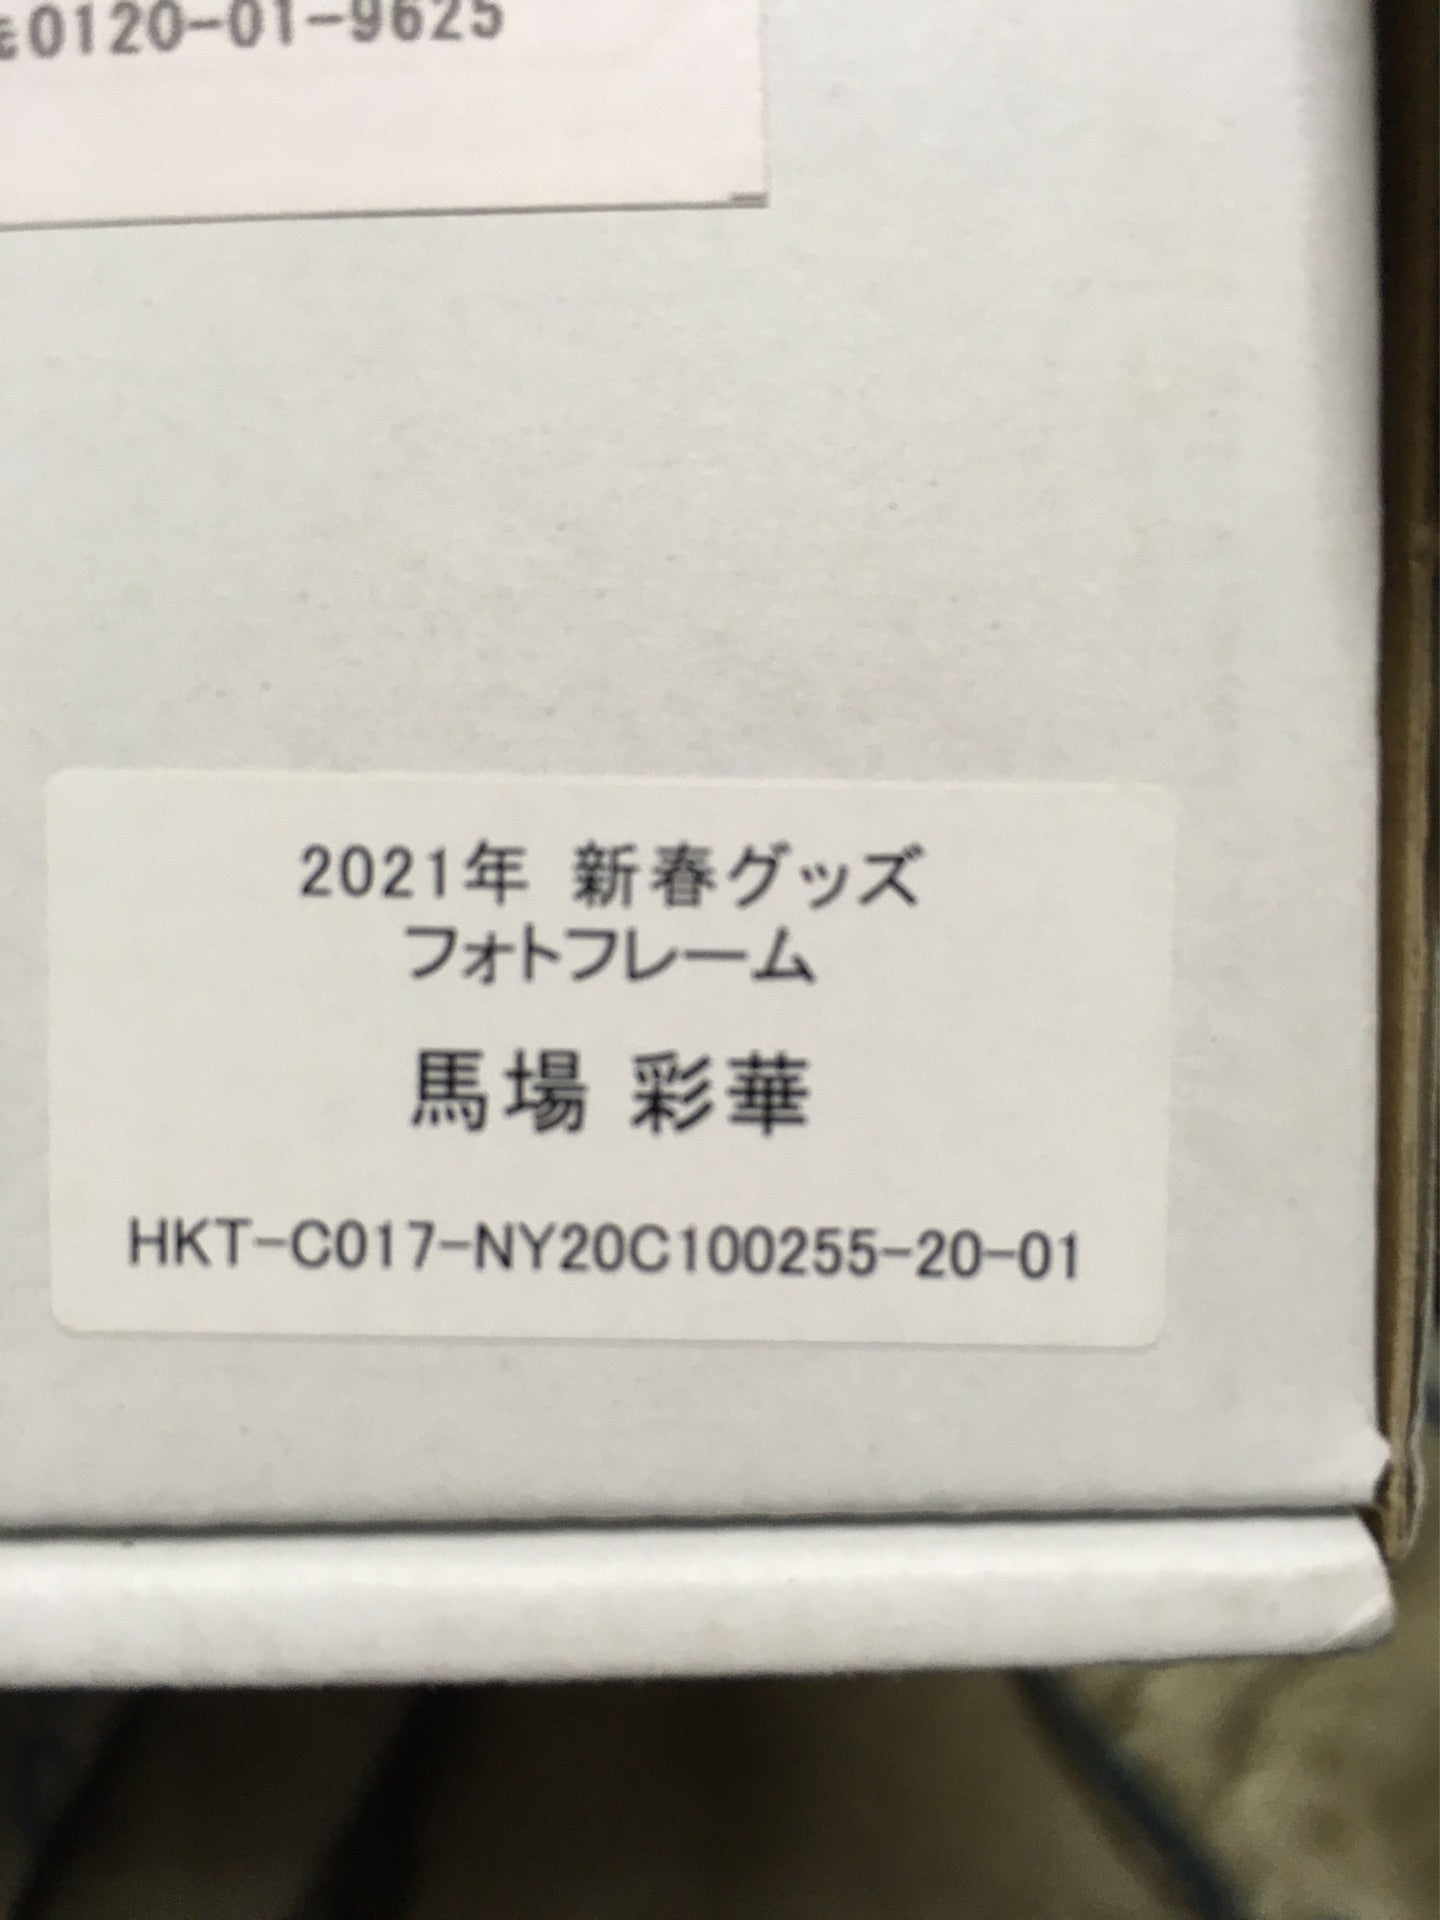 0120-01-9625
2021年 新春グッズ
フォトフレーム
馬場 彩華
HKT-C017-NY20C100255-20-01